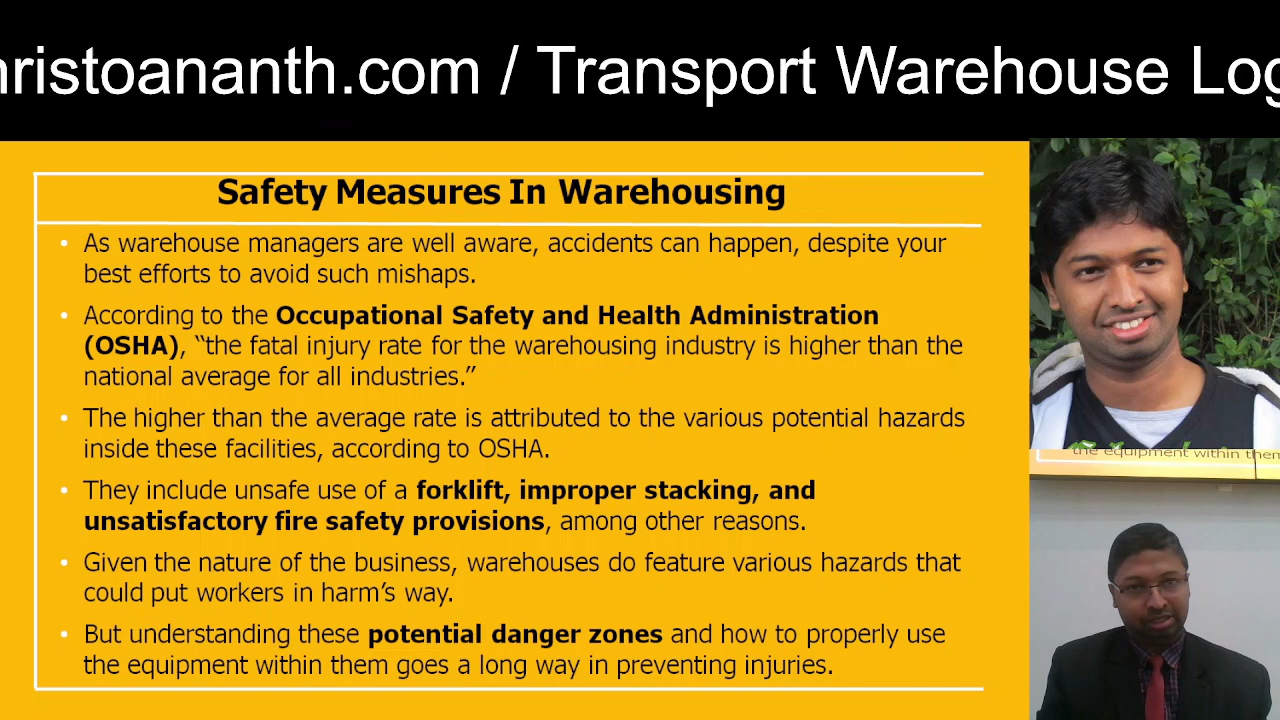 hristoananth.com / Transport Warehouse Log
Safety Measures In Warehousing
• As warehouse managers are well aware, accidents can happen, despite your
best efforts to avoid such mishaps.
• According to the Occupational Safety and Health Administration
(OSHA), “the fatal injury rate for the warehousing industry is higher than the
national average for all industries.”
• The higher than the average rate is attributed to the various potential hazards
inside these facilities, according to OSHA.
• They include unsafe use of a forklift, improper stacking, and
unsatisfactory fire safety provisions, among other reasons.
• Given the nature of the business, warehouses do feature various hazards that
could put workers in harm’s way.
• But understanding these potential danger zones and how to properly use
the equipment within them goes a long way in preventing injuries.
the equipment within them